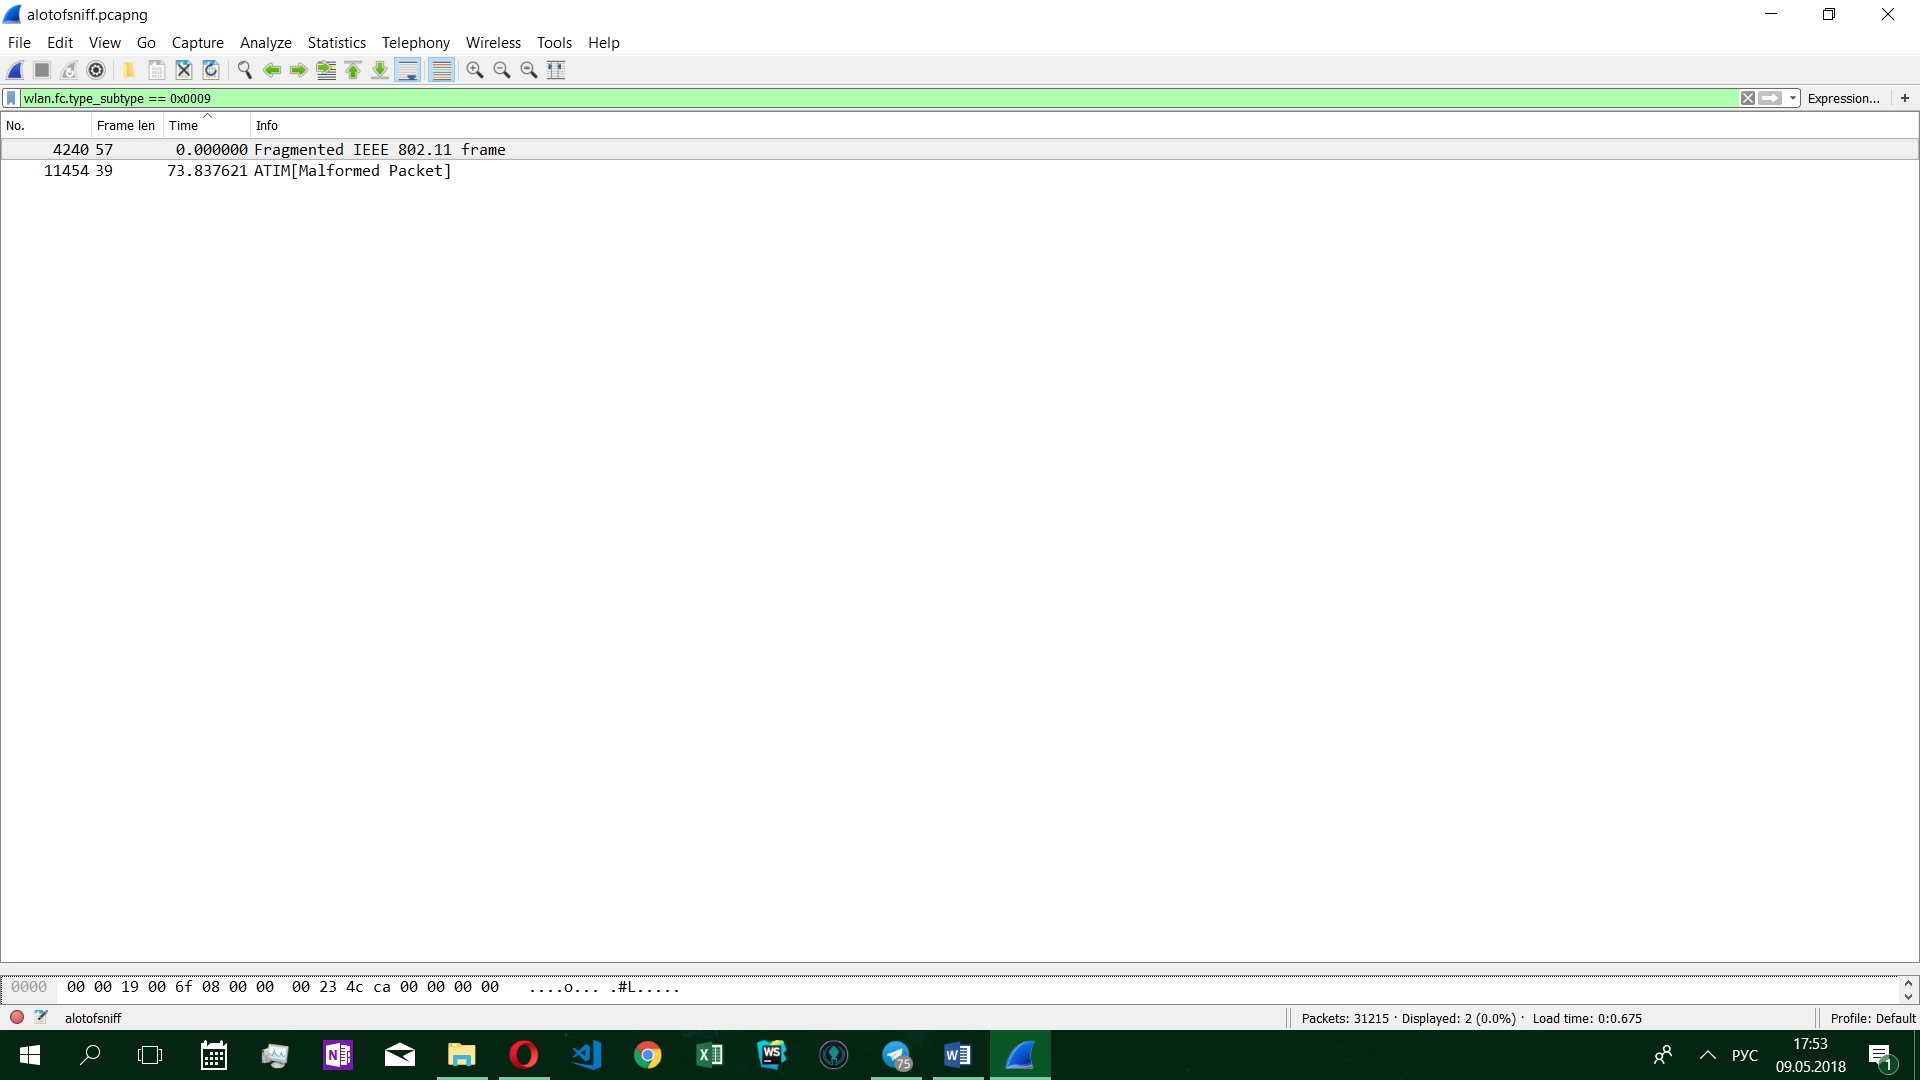 alotofsniff.pcapng
File Edit View Go Capture Analyze Statistics Telephony Wireless Tools Help
wlan.fc.type_subtype == 0x0009 Expression... +
No. Frame len Time Info
4240 57 0.000000 Fragmented IEEE 802.11 frame
11454 39 73.837621 ATIM[Malformed Packet]
0000 00 00 19 00 6f 08 00 00 00 23 4c ca 00 00 00 00 ....o... .#L.....
alotofsniff Packets: 31215 · Displayed: 2 (0.0%) · Load time: 0:0.675 Profile: Default
N WS 75 W X РУС 17:53
09.05.2018 1